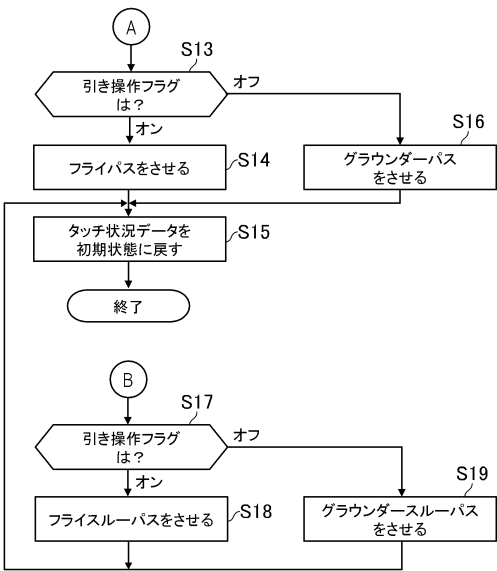 A
S13
引き操作フラグ
は?
オフ
オン
S16
フライパスをさせる
S14
グラウンダーパス
をさせる
タッチ状況データを
初期状態に戻す
S15
終了
B
S17
引き操作フラグ
は?
オフ
オン
S19
フライスルーパスをさせる
S18
グラウンダースルーパス
をさせる